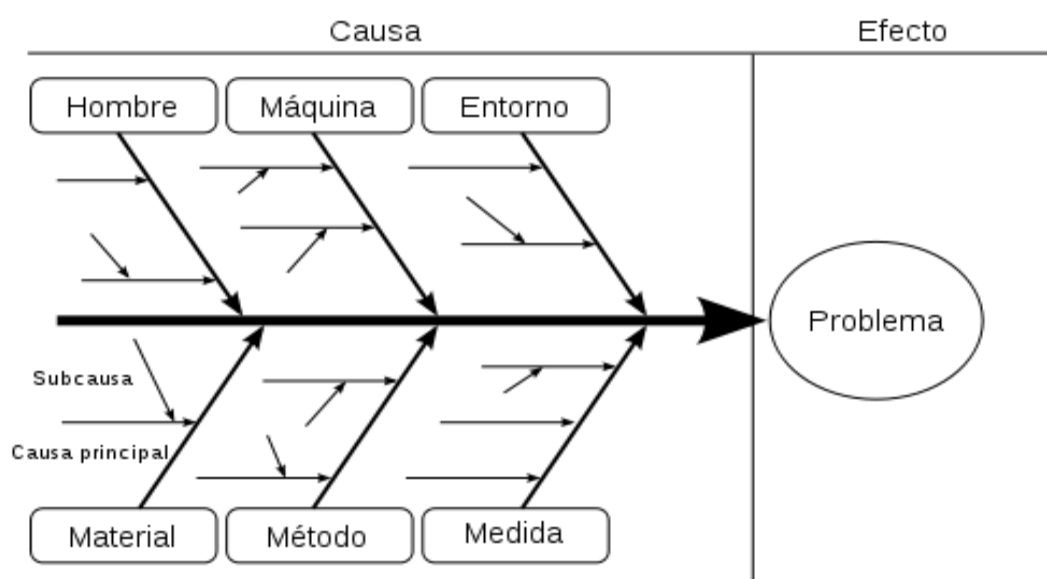 Causa
Efecto
Hombre
Máquina
Entorno
Problema
Subcausa
Causa principal
Material
Método
Medida